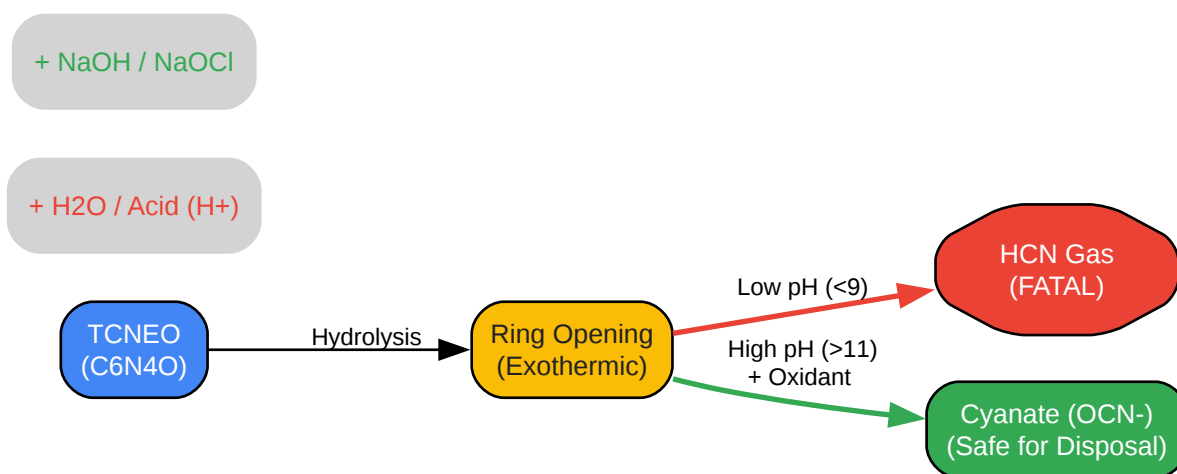 + NaOH / NaOCl
+ H2O / Acid (H+)
TCNEO
(C6N4O)
Hydrolysis
Ring Opening
(Exothermic)
Low pH (<9)
High pH (>11)
+ Oxidant
HCN Gas
(FATAL)
Cyanate (OCN-)
(Safe for Disposal)